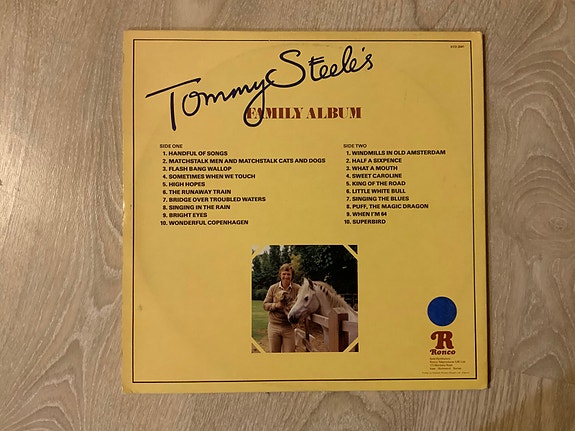 Tommy Steele's
FAMILY ALBUM
SIDE ONE
1. HANDFUL OF SONGS
2. MATCHSTALK MEN AND MATCHSTALK CATS AND DOGS
3. FLASH BANG WALLOP
4. SOMETIMES WHEN WE TOUCH
5. HIGH HOPES
6. THE RUNAWAY TRAIN
7. BRIDGE OVER TROUBLED WATERS
8. SINGING IN THE RAIN
9. BRIGHT EYES
10. WONDERFUL COPENHAGEN
SIDE TWO
1. WINDMILLS IN OLD AMSTERDAM
2. HALF A SIXPENCE
3. WHAT A MOUTH
4. SWEET CAROLINE
5. KING OF THE ROAD
6. LITTLE WHITE BULL
7. SINGING THE BLUES
8. PUFF, THE MAGIC DRAGON
9. WHEN I'M 64
10. SUPERBIRD
R
Ronco